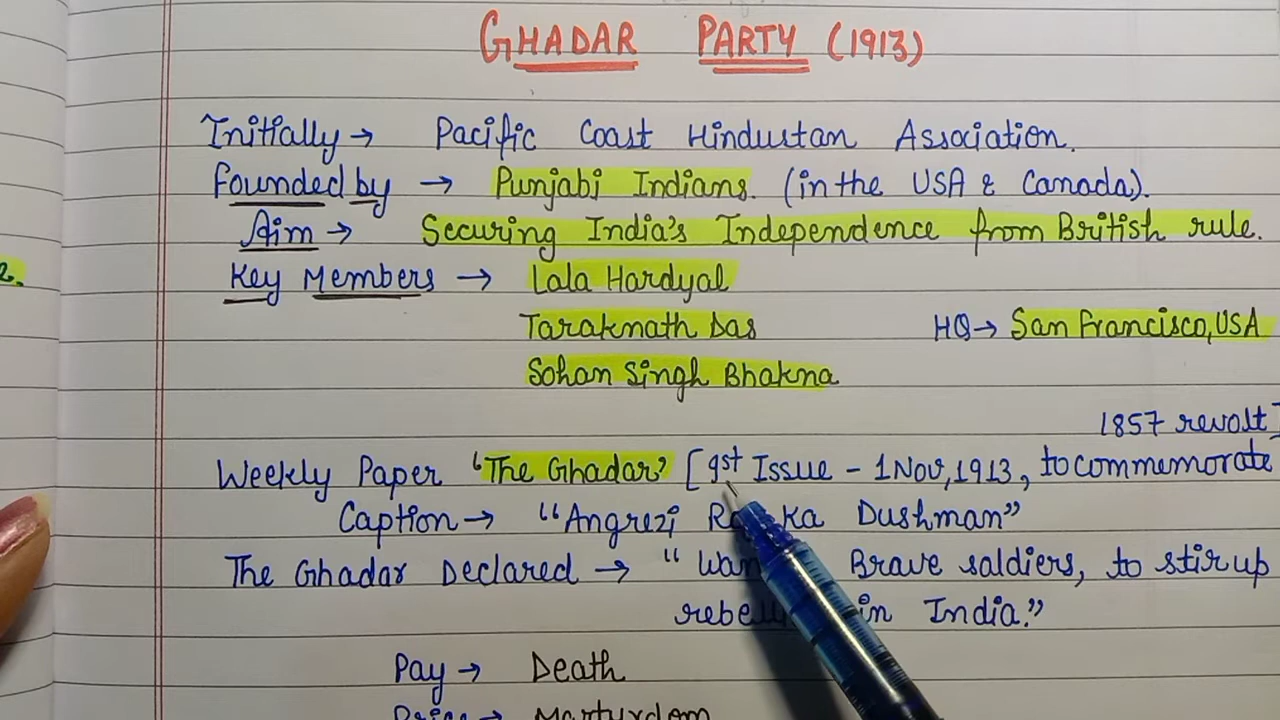 GHADAR PARTY (1913)
Initially → Pacific Coast Hindustan Association.
Founded by → Punjabi Indians. (in the USA & Canada).
Aim → Securing India's Independence from British rule.
2.
Key Members → Lala Hardyal
Taraknath Das
HQ → San Francisco, USA
Sohan Singh Bhakna
1857 revolt]
Weekly Paper 'The Ghadar' [1st Issue - 1 Nov, 1913, to commemorate
Caption → "Angrezi ka Dushman"
The Ghadar Declared → " Brave soldiers, to stir up
in India."
Pay → Death
Martyrdom